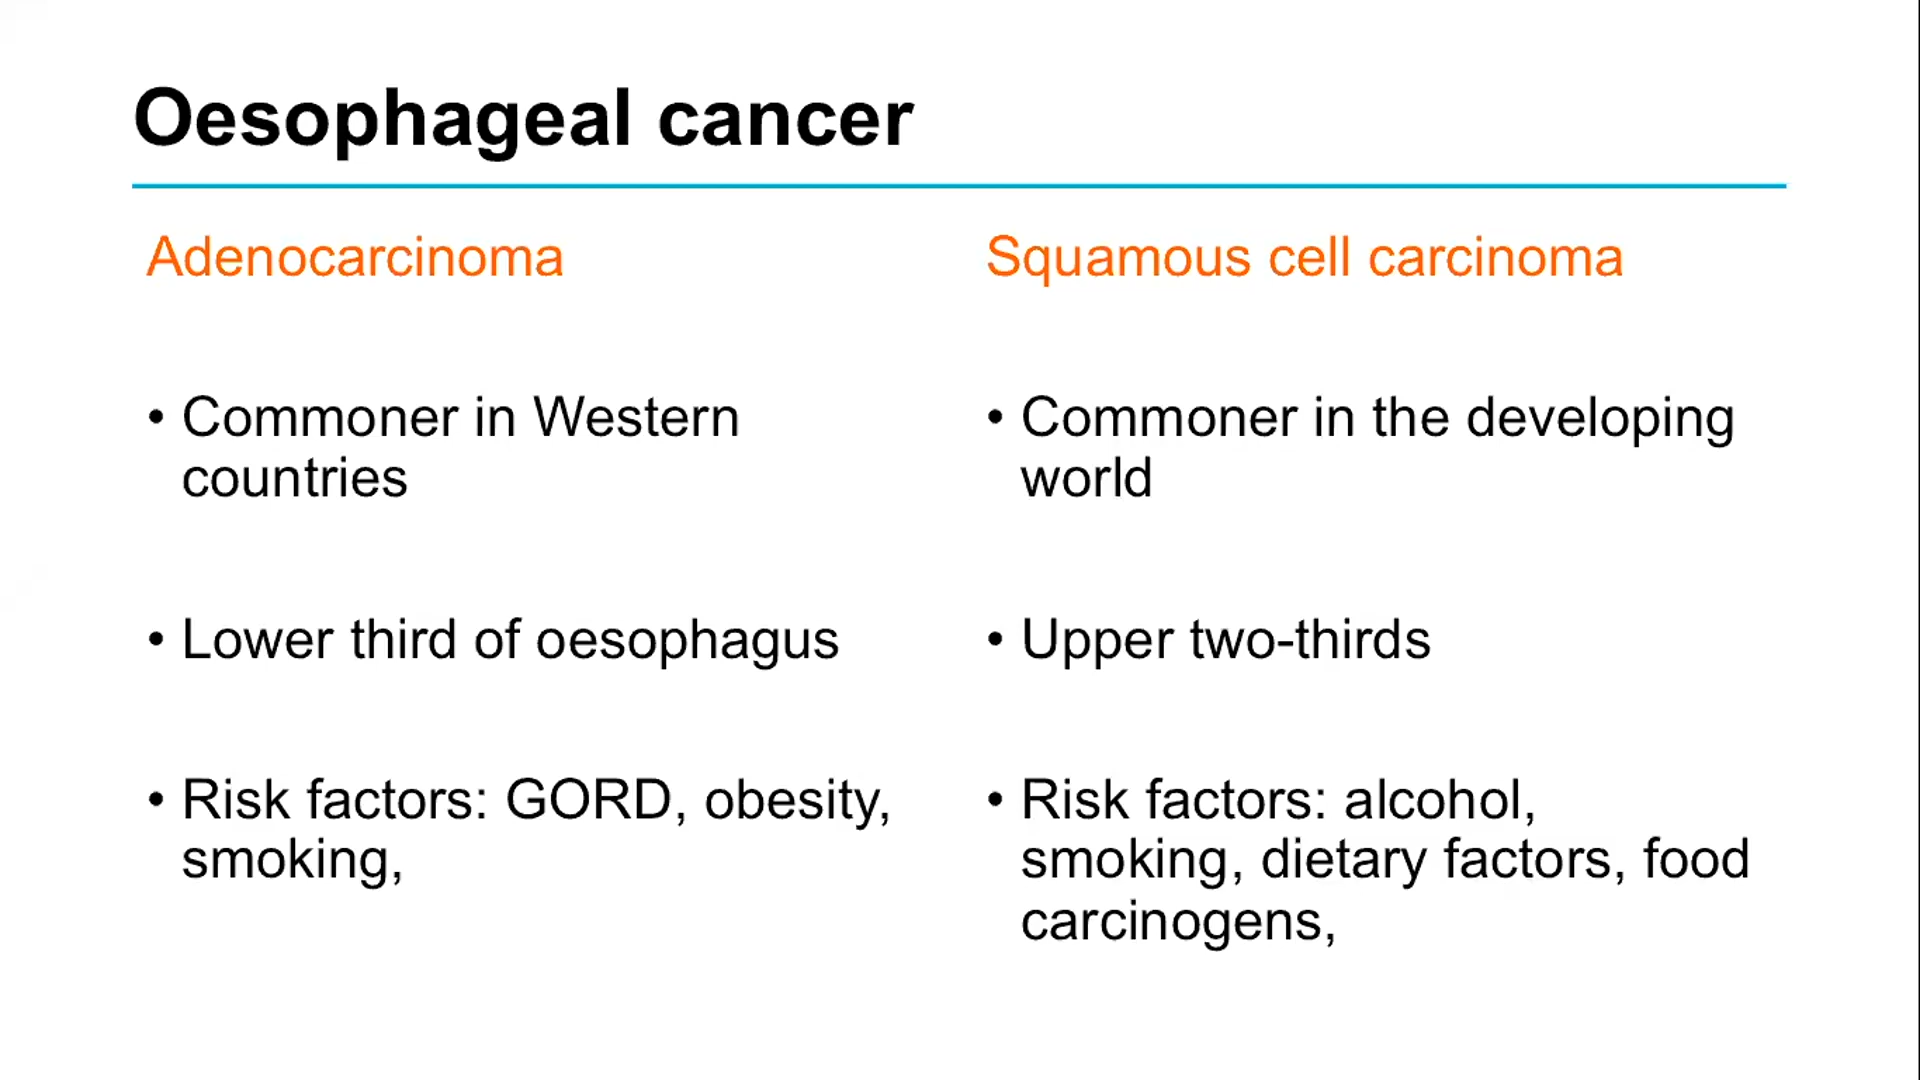 Oesophageal cancer
Adenocarcinoma
• Commoner in Western
countries
• Lower third of oesophagus
• Risk factors: GORD, obesity,
smoking,
Squamous cell carcinoma
• Commoner in the developing
world
• Upper two-thirds
• Risk factors: alcohol,
smoking, dietary factors, food
carcinogens,